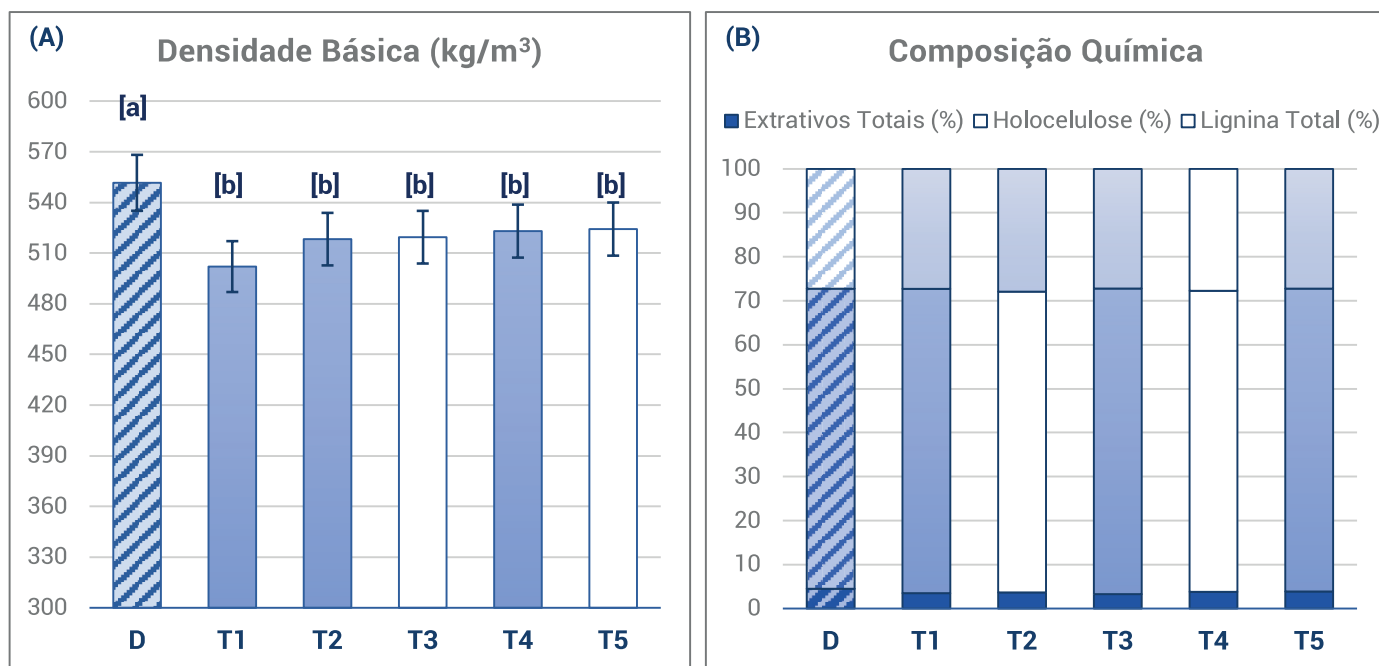 (A)
Densidade Básica (kg/m³)
600
570
540
510
480
450
420
390
360
330
300
[a]
[b]
[b]
[b]
[b]
[b]
D T1 T2 T3 T4 T5
(B)
Composição Química
Extrativos Totais (%) Holocelulose (%) Lignina Total (%)
100
90
80
70
60
50
40
30
20
10
0
D T1 T2 T3 T4 T5